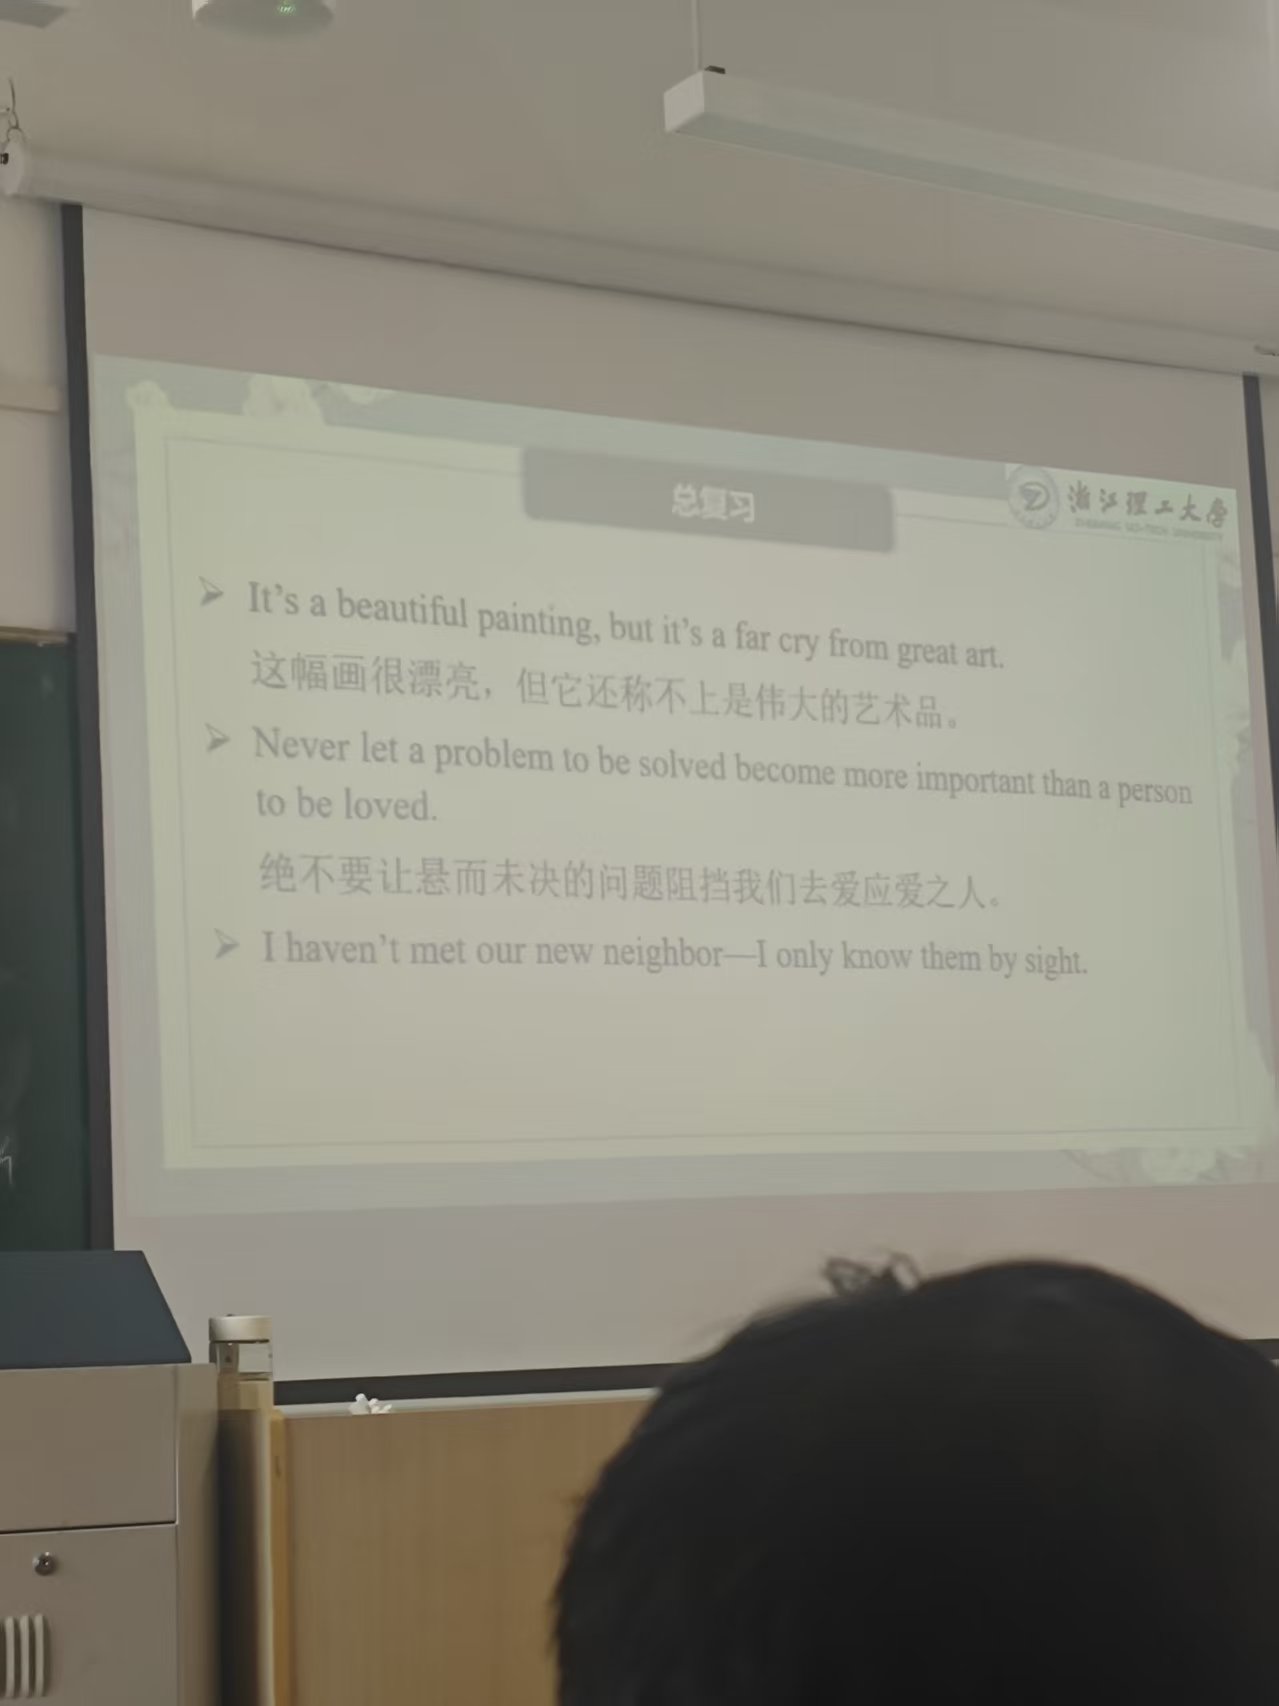 总复习
浙江理工大学
ZHEJIANG SCI-TECH UNIVERSITY
➢ It's a beautiful painting, but it's a far cry from great art.
这幅画很漂亮，但它还称不上是伟大的艺术品。
➢ Never let a problem to be solved become more important than a person
to be loved.
绝不要让悬而未决的问题阻挡我们去爱应爱之人。
➢ I haven't met our new neighbor—I only know them by sight.